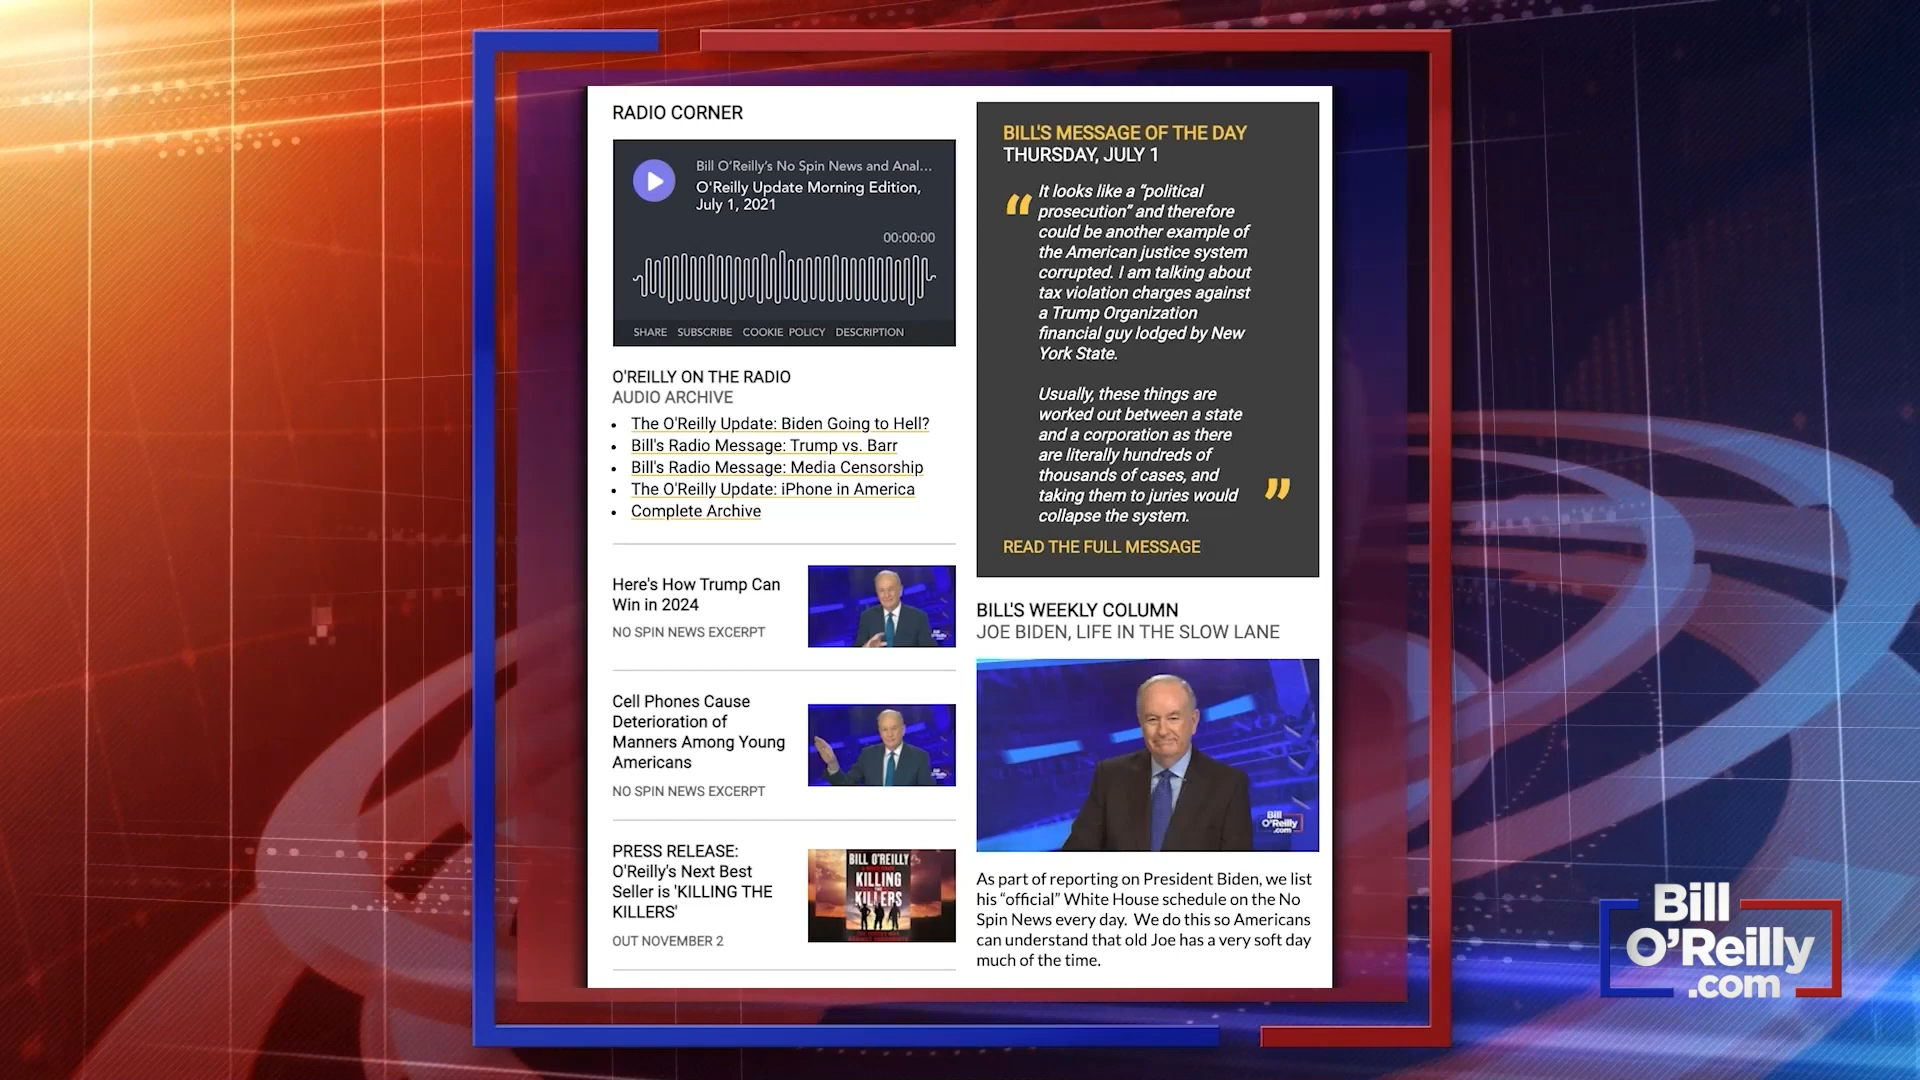 RADIO CORNER
Bill O'Reilly's No Spin News and Anal...
O'Reilly Update Morning Edition,
July 1, 2021
00:00:00
SHARE SUBSCRIBE COOKIE POLICY DESCRIPTION
O'REILLY ON THE RADIO
AUDIO ARCHIVE
• The O'Reilly Update: Biden Going to Hell?
• Bill's Radio Message: Trump vs. Barr
• Bill's Radio Message: Media Censorship
• The O'Reilly Update: iPhone in America
• Complete Archive
Here's How Trump Can
Win in 2024
NO SPIN NEWS EXCERPT
Cell Phones Cause
Deterioration of
Manners Among Young
Americans
NO SPIN NEWS EXCERPT
PRESS RELEASE:
O'Reilly's Next Best
Seller is 'KILLING THE
KILLERS'
OUT NOVEMBER 2
BILL O'REILLY
KILLING
THE
KILLERS
BILL'S MESSAGE OF THE DAY
THURSDAY, JULY 1
“ It looks like a “political
prosecution” and therefore
could be another example of
the American justice system
corrupted. I am talking about
tax violation charges against
a Trump Organization
financial guy lodged by New
York State.
Usually, these things are
worked out between a state
and a corporation as there
are literally hundreds of
thousands of cases, and
taking them to juries would ”
collapse the system.
READ THE FULL MESSAGE
BILL'S WEEKLY COLUMN
JOE BIDEN, LIFE IN THE SLOW LANE
Bill
O'Reilly
.com
As part of reporting on President Biden, we list
his “official” White House schedule on the No
Spin News every day. We do this so Americans
can understand that old Joe has a very soft day
much of the time.
Bill
O'Reilly
.com